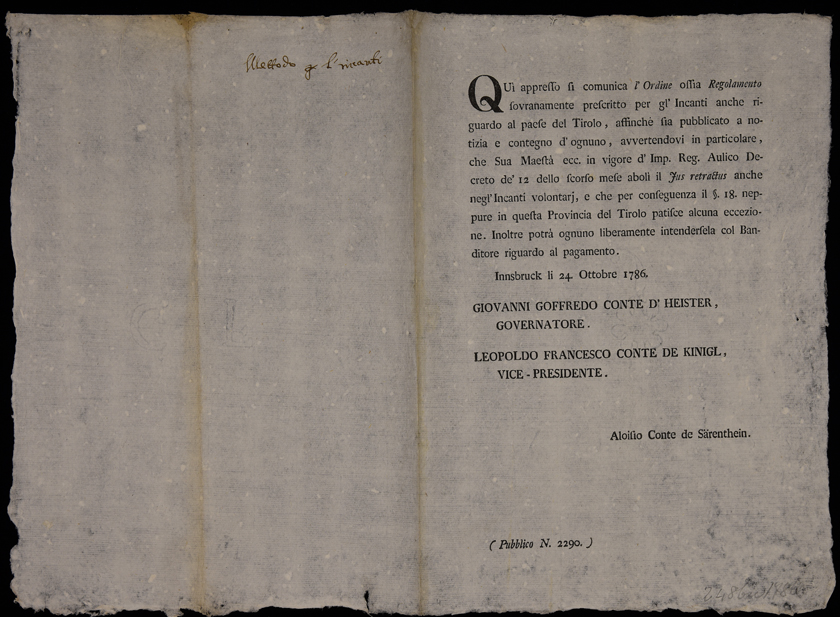 Mettodo p l'incanti
QUì appreſſo ſi comunica l' Ordine oſſia Regolamento
ſovranamente preſcritto per gl' Incanti anche ri-
guardo al paeſe del Tirolo, affinchè ſia pubblicato a no-
tizia e contegno d' ognuno, avvertendovi in particolare,
che Sua Maeſtà ecc. in vigore d' Imp. Reg. Aulico De-
creto de' 12 dello ſcorſo meſe abolì il Jus retractus anche
negl' Incanti volontarj, e che per conſeguenza il §. 18. nep-
pure in queſta Provincia del Tirolo patiſce alcuna eccezio-
ne. Inoltre potrà ognuno liberamente intenderſela col Ban-
ditore riguardo al pagamento.
Innsbruck li 24. Ottobre 1786.
GIOVANNI GOFFREDO CONTE D' HEISTER,
GOVERNATORE.
LEOPOLDO FRANCESCO CONTE DE KINIGL,
VICE-PRESIDENTE.
Aloiſio Conte de Särenthein.
(Pubblico N. 2290.)